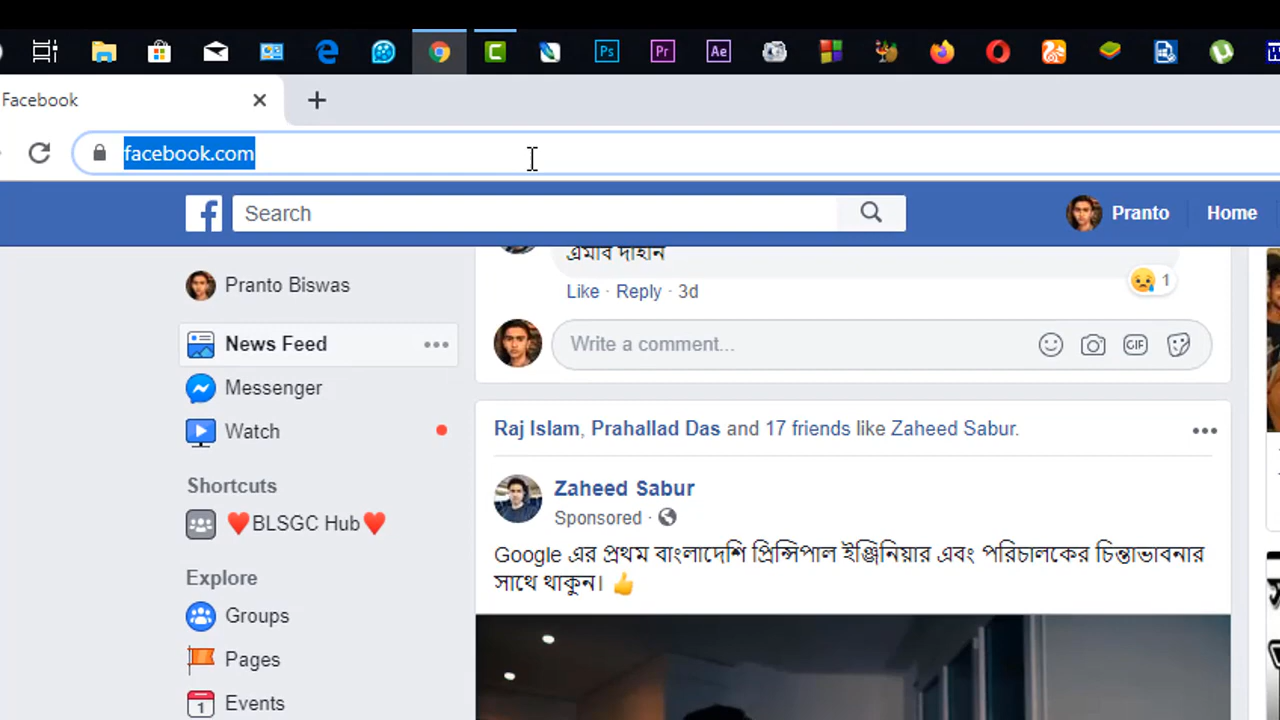 Facebook
facebook.com
Search
Pranto
Home
Pranto Biswas
News Feed
Messenger
Watch
Shortcuts
❤️BLSGC Hub❤️
Explore
Groups
Pages
Events
Like · Reply · 3d
1
Write a comment...
GIF
Raj Islam, Prahallad Das and 17 friends like Zaheed Sabur.
Zaheed Sabur
Sponsored ·
Google এর প্রথম বাংলাদেশি প্রিন্সিপাল ইঞ্জিনিয়ার এবং পরিচালকের চিন্তাভাবনার
সাথে থাকুন। 👍